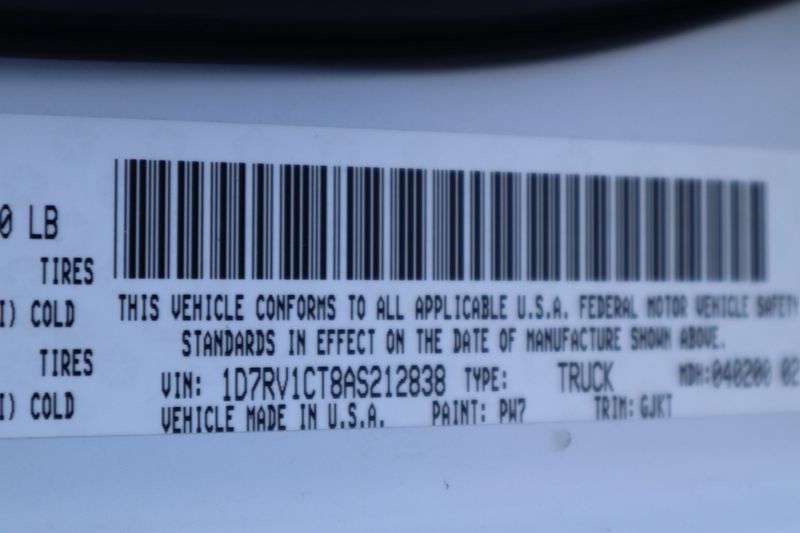 0 LB
TIRES
I) COLD
TIRES
I) COLD
THIS VEHICLE CONFORMS TO ALL APPLICABLE U.S.A. FEDERAL MOTOR VEHICLE SAFETY
STANDARDS IN EFFECT ON THE DATE OF MANUFACTURE SHOWN ABOVE.
VIN: 1D7RV1CT8AS212838 TYPE: TRUCK MDH:040200 02
VEHICLE MADE IN U.S.A. PAINT: PW7 TRIM: GJKT